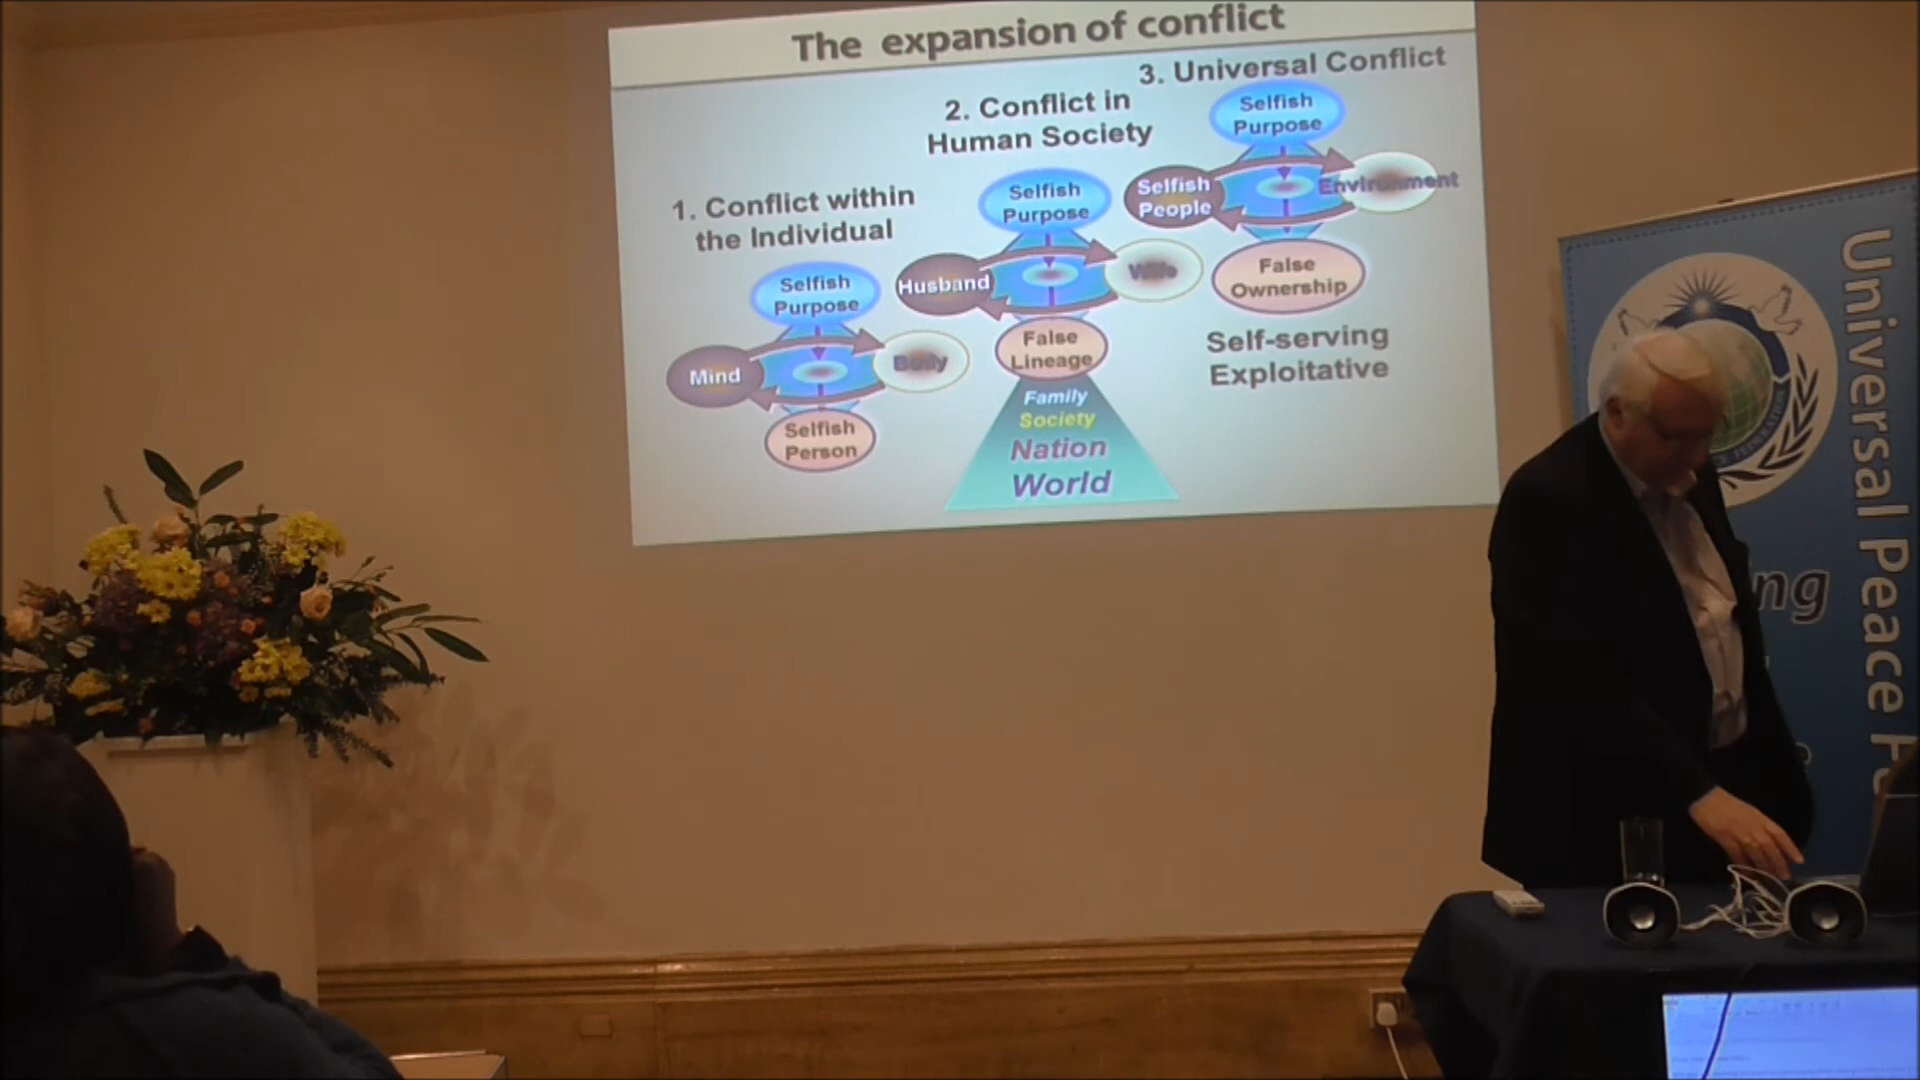 The expansion of conflict
3. Universal Conflict
2. Conflict in
Human Society
1. Conflict within
the Individual
Selfish
Purpose
Selfish
People
Environment
False
Ownership
Self-serving
Exploitative
Selfish
Purpose
Husband
Wife
False
Lineage
Family
Society
Nation
World
Selfish
Purpose
Mind
Body
Selfish
Person
Universal Peace F
ng